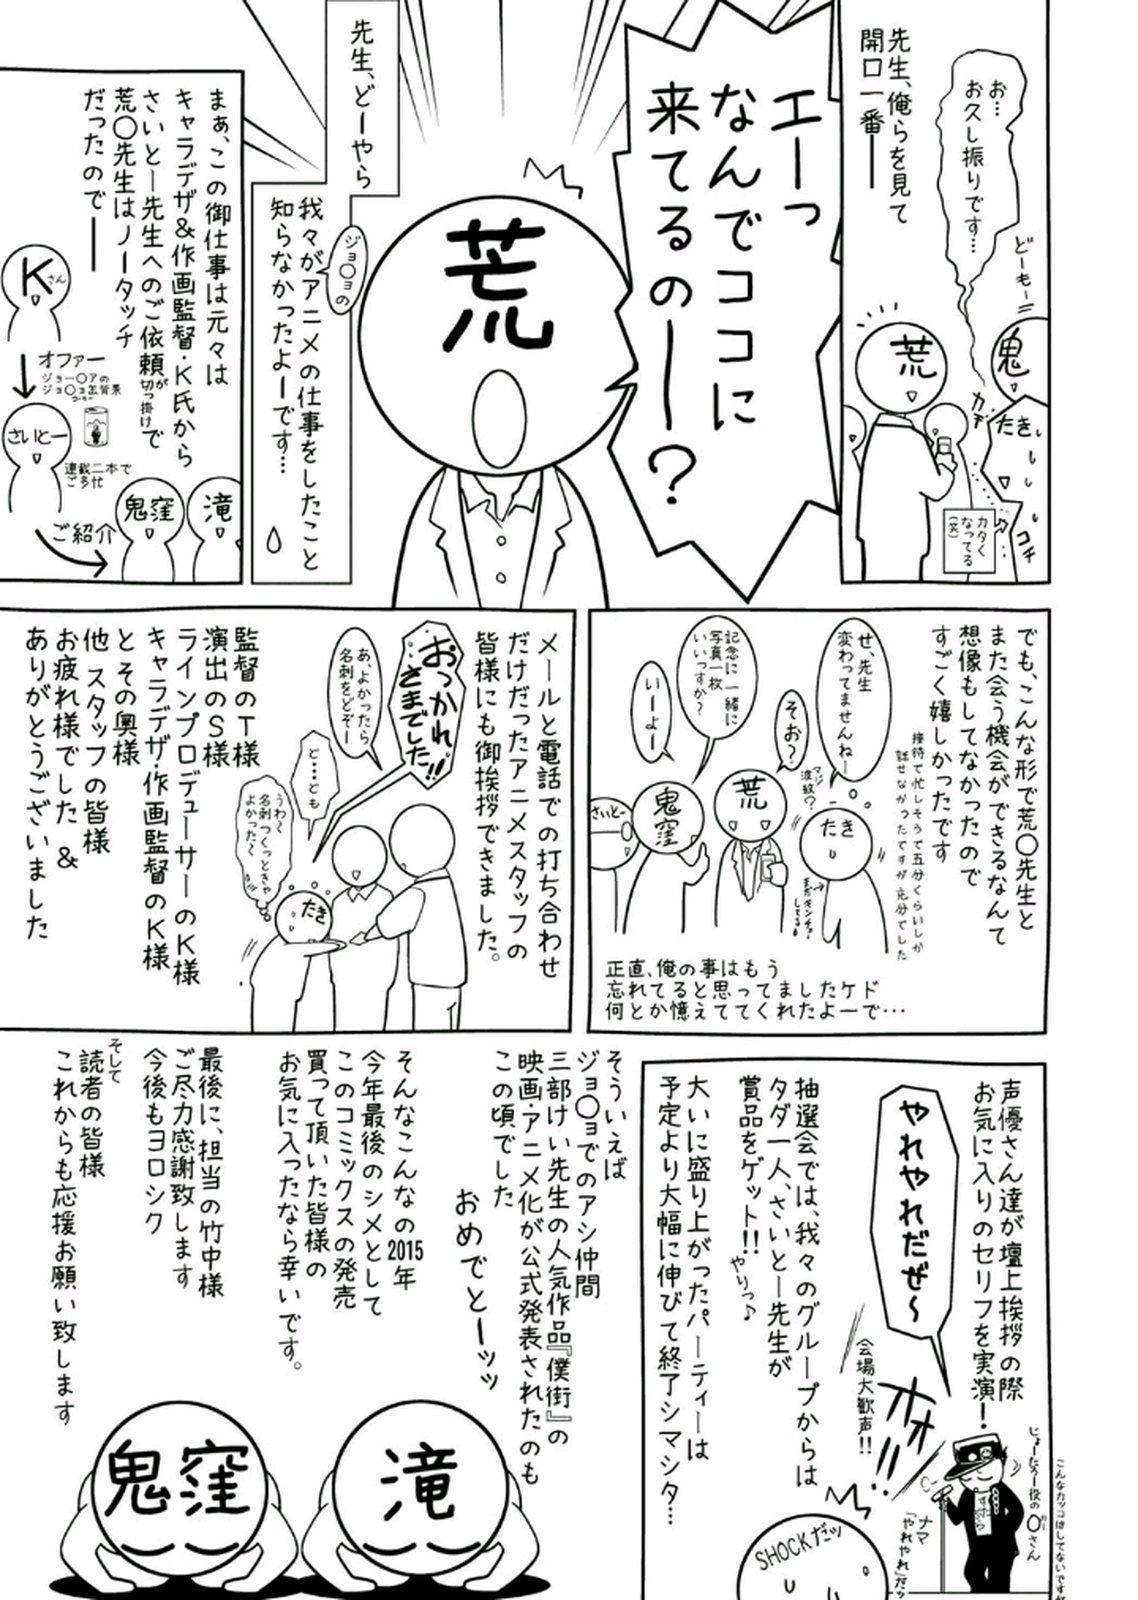 先生、俺らを見て
開口一番──
お…
お久し振りです…
どーもー
鬼
荒
たき
ガチ
コチ
カタく
なってる
(笑)
エーっ
なんでココに
来てるのー?
荒
先生、どーやら
我々がジョ〇ョの
アニメの仕事をしたこと
知らなかったよーです…
まぁ、この御仕事は元々は
キャラデザ&作画監督・K氏から
さいとー先生へのご依頼が
切っ掛けで
荒〇先生はノータッチ
だったので──
Kさん
オファー
ジョー〇アの
ジョ〇ョ缶背景
コーヒー
さいとー
連載二本で
ご多忙
ご紹介
鬼窪
滝
でも、こんな形で荒〇先生と
また会う機会ができるなんて
想像もしてなかったので
すごく嬉しかったです
接待で忙しそうで五分くらいしか
話せなかったですが充分でした
せ、先生
変わってませんねー
マジ
波紋?
そお?
記念に一緒に
写真一枚
いいっすか?
いーよー
さいとー
鬼窪
荒
たき
まだキンチョー
してる
正直、俺の事はもう
忘れてると思ってましたケド
何とか憶えててくれたよーで…
メールと電話での打ち合わせ
だけだったアニメスタッフの
皆様にも御挨拶できました。
おつかれ
さまでした!!
あ、よかったら
名刺をどぞー
ど…ども
うわ〜
名刺つくっときゃ
よかった〜
たき
監督のT様
演出のS様
ラインプロデューサーのK様
キャラデザ・作画監督のK様
とその奥様
他スタッフの皆様
お疲れ様でした&
ありがとうございました
声優さん達が壇上挨拶の際
お気に入りのセリフを実演!
やれやれだぜ〜
じょーたろー役の
Oさん
こんなカッコはしてないですが
ナマ
「やれやれ」だッ
オオオ!!
会場大歓声!!
SHOCKだッ
抽選会では、我々のグループからは
タダ一人、さいとー先生が
賞品をゲット!!
やりっ♪
大いに盛り上がったパーティーは
予定より大幅に伸びて終了シマシタ…
そういえば
ジョ〇ョでのアシ仲間
三部けい先生の人気作品『僕街』の
映画・アニメ化が公式発表されたのも
この頃でした
おめでとーッッ
そんなこんなの2015年
今年最後のシメとして
このコミックスの発売
買って頂いた皆様の
お気に入ったなら幸いです。
最後に、担当の竹中様
ご尽力感謝致します
今後もヨロシク
そして
読者の皆様
これからも応援お願い致します
鬼窪
滝